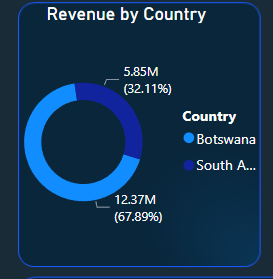 Revenue by Country
5.85M
(32.11%)
Country
Botswana
South A...
12.37M
(67.89%)